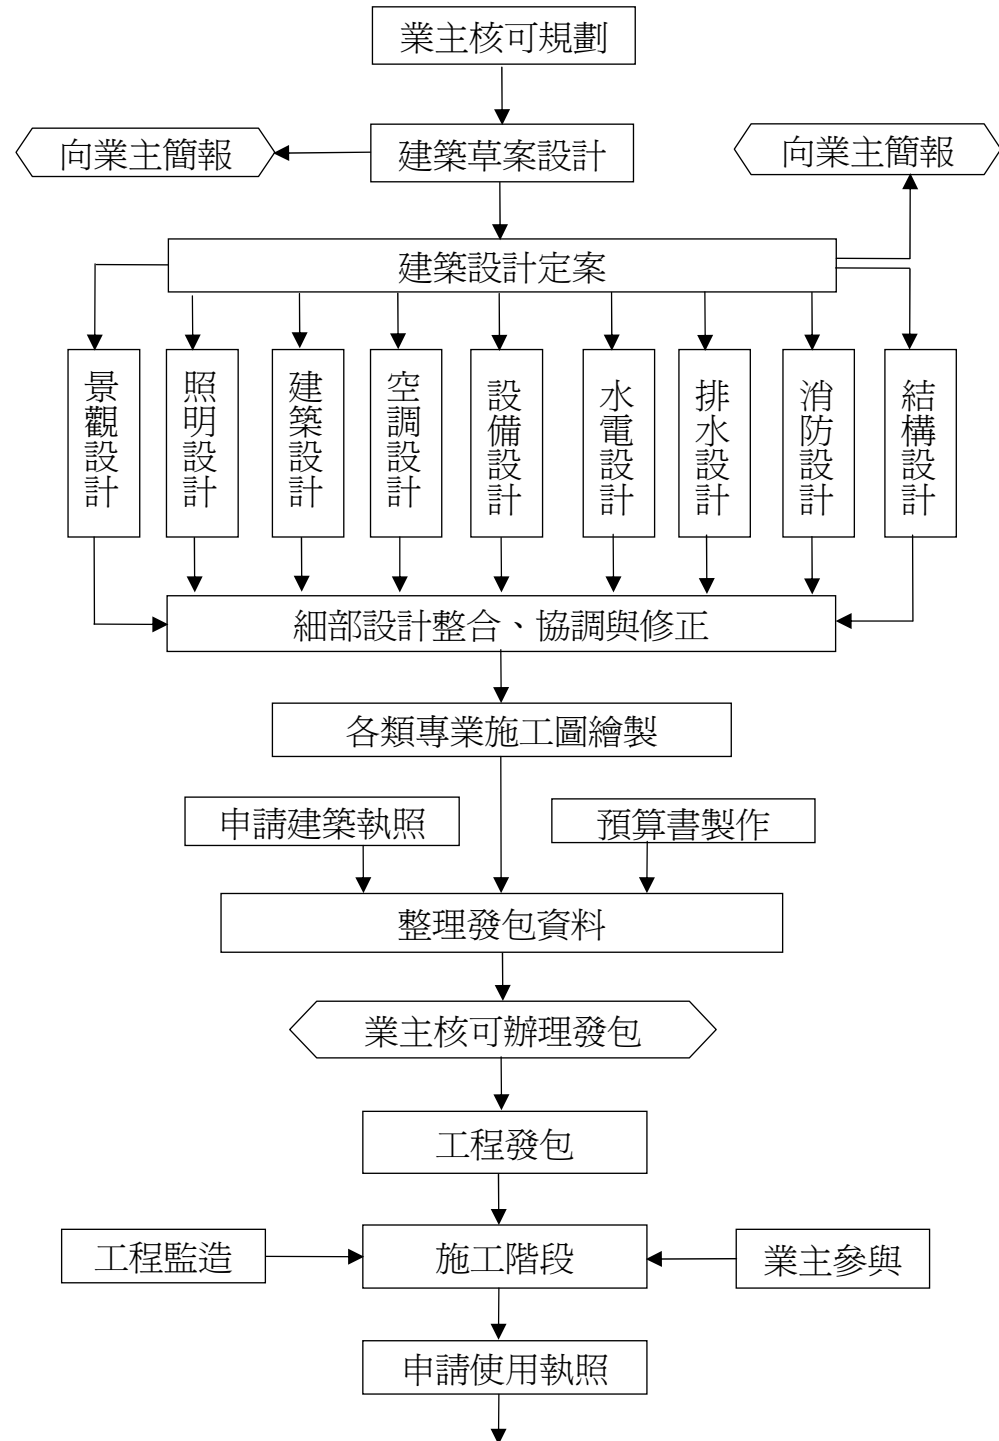 業主核可規劃
向業主簡報
建築草案設計
向業主簡報
建築設計定案
景觀設計
照明設計
建築設計
空調設計
設備設計
水電設計
排水設計
消防設計
結構設計
細部設計整合、協調與修正
各類專業施工圖繪製
申請建築執照
預算書製作
整理發包資料
業主核可辦理發包
工程發包
工程監造
施工階段
業主參與
申請使用執照